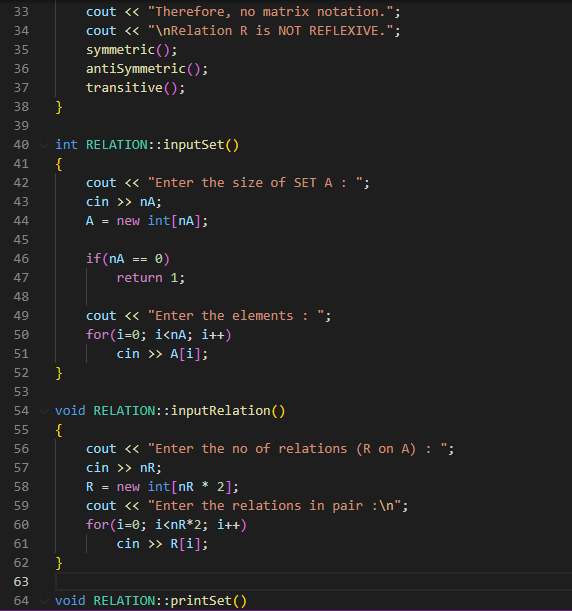 33 cout << "Therefore, no matrix notation.";
34 cout << "\nRelation R is NOT REFLEXIVE.";
35 symmetric();
36 antiSymmetric();
37 transitive();
38 }
39
40 int RELATION::inputSet()
41 {
42 cout << "Enter the size of SET A : ";
43 cin >> nA;
44 A = new int[nA];
45
46 if(nA == 0)
47 return 1;
48
49 cout << "Enter the elements : ";
50 for(i=0; i<nA; i++)
51 cin >> A[i];
52 }
53
54 void RELATION::inputRelation()
55 {
56 cout << "Enter the no of relations (R on A) : ";
57 cin >> nR;
58 R = new int[nR * 2];
59 cout << "Enter the relations in pair :\n";
60 for(i=0; i<nR*2; i++)
61 cin >> R[i];
62 }
63
64 void RELATION::printSet()